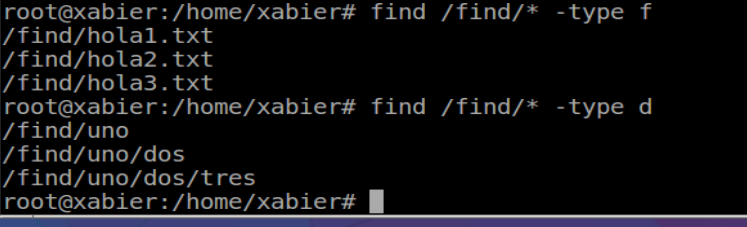 root@xabier:/home/xabier# find /find/* -type f
/find/hola1.txt
/find/hola2.txt
/find/hola3.txt
root@xabier:/home/xabier# find /find/* -type d
/find/uno
/find/uno/dos
/find/uno/dos/tres
root@xabier:/home/xabier#